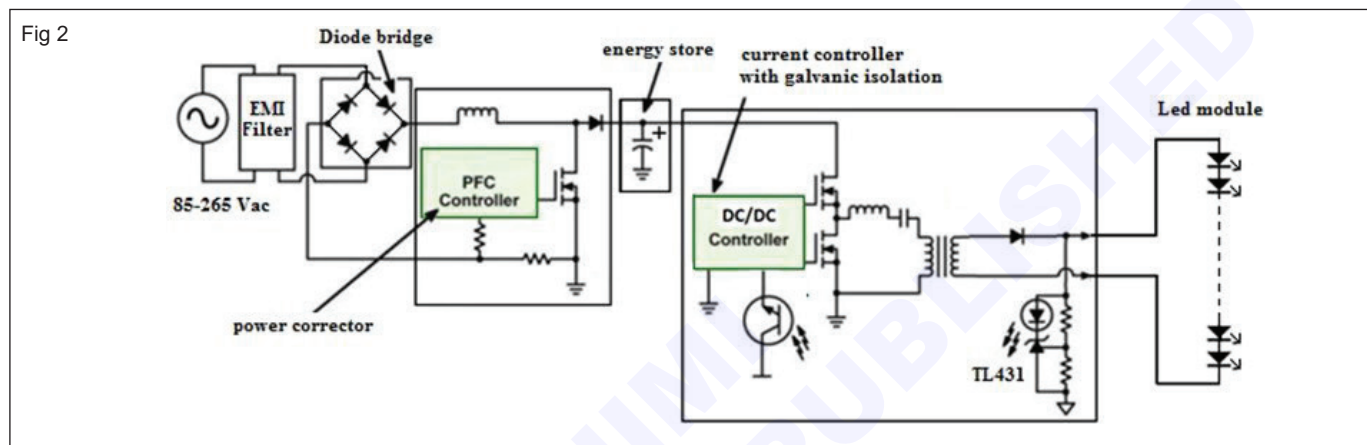 Fig 2
Diode bridge
energy store
current controller
with galvanic isolation
Led module
EMI
Filter
85-265 Vac
PFC
Controller
+
DC/DC
Controller
power corrector
TL431
PUBLISHED